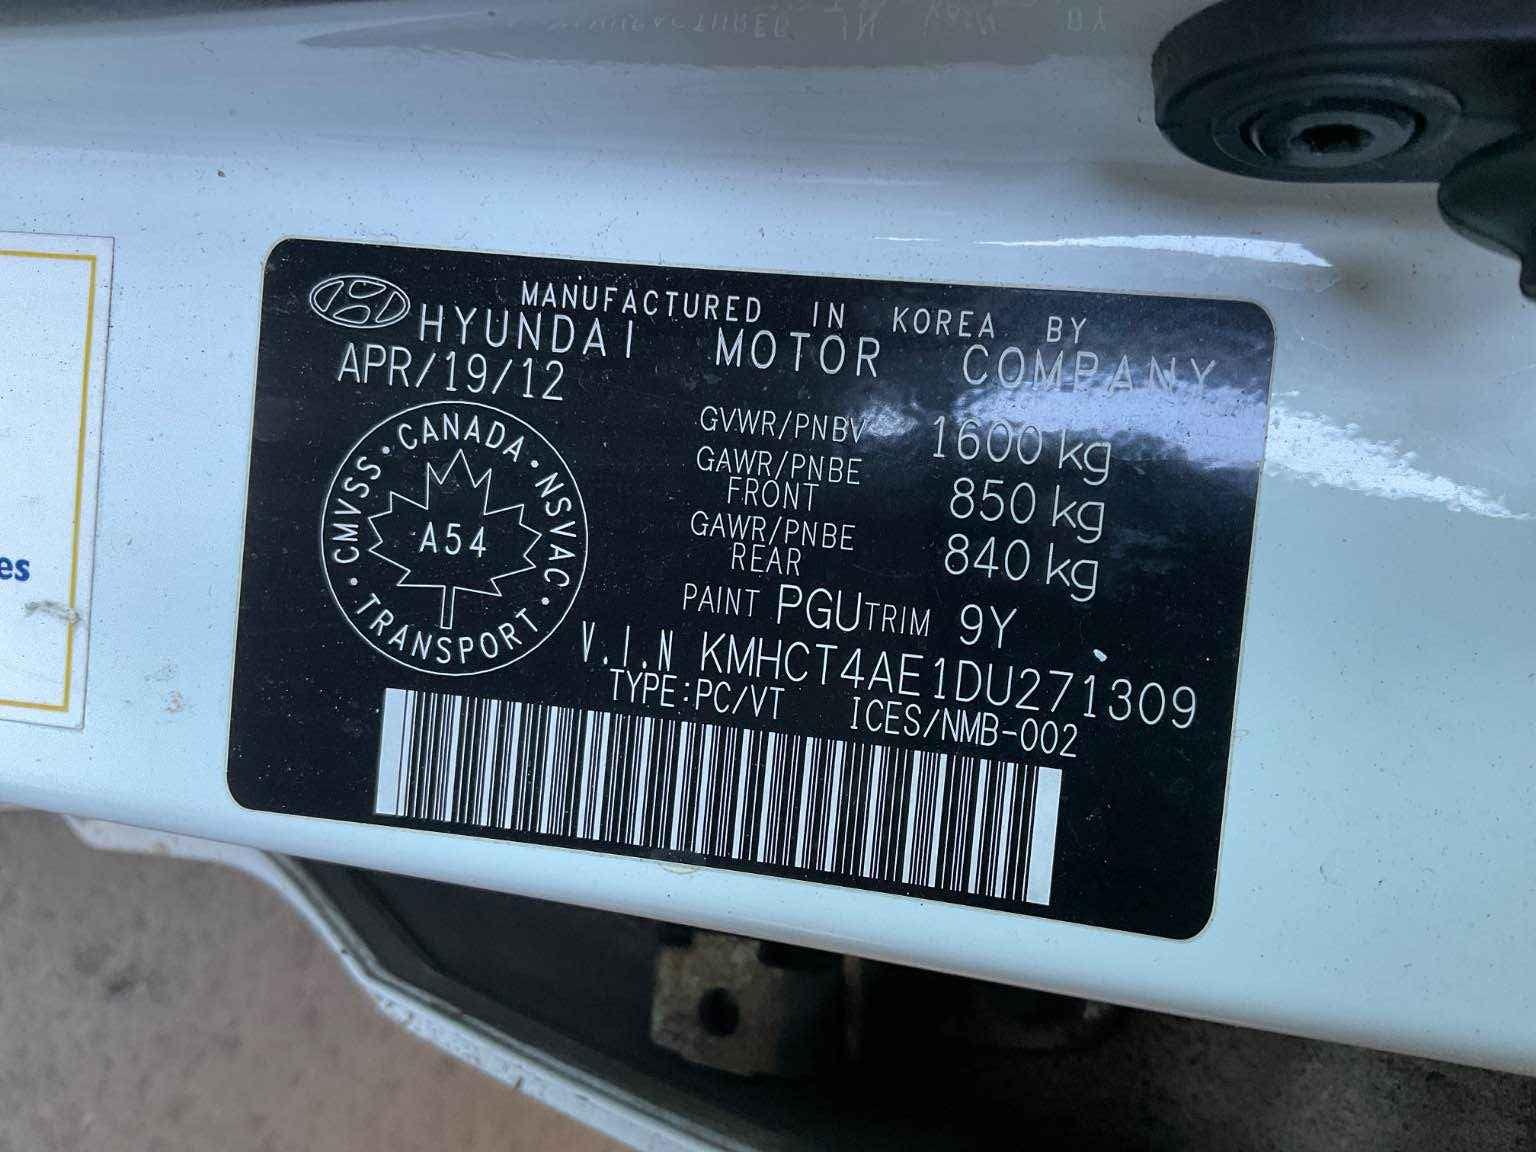 MANUFACTURED IN KOREA BY
HYUNDAI MOTOR COMPANY
APR/19/12
GVWR/PNBV 1600 kg
GAWR/PNBE FRONT 850 kg
GAWR/PNBE REAR 840 kg
CANADA · NSVAC · TRANSPORT · CMVSS ·
A54
PAINT PGU TRIM 9Y
V.I.N KMHCT4AE1DU271309
TYPE:PC/VT ICES/NMB-002
es